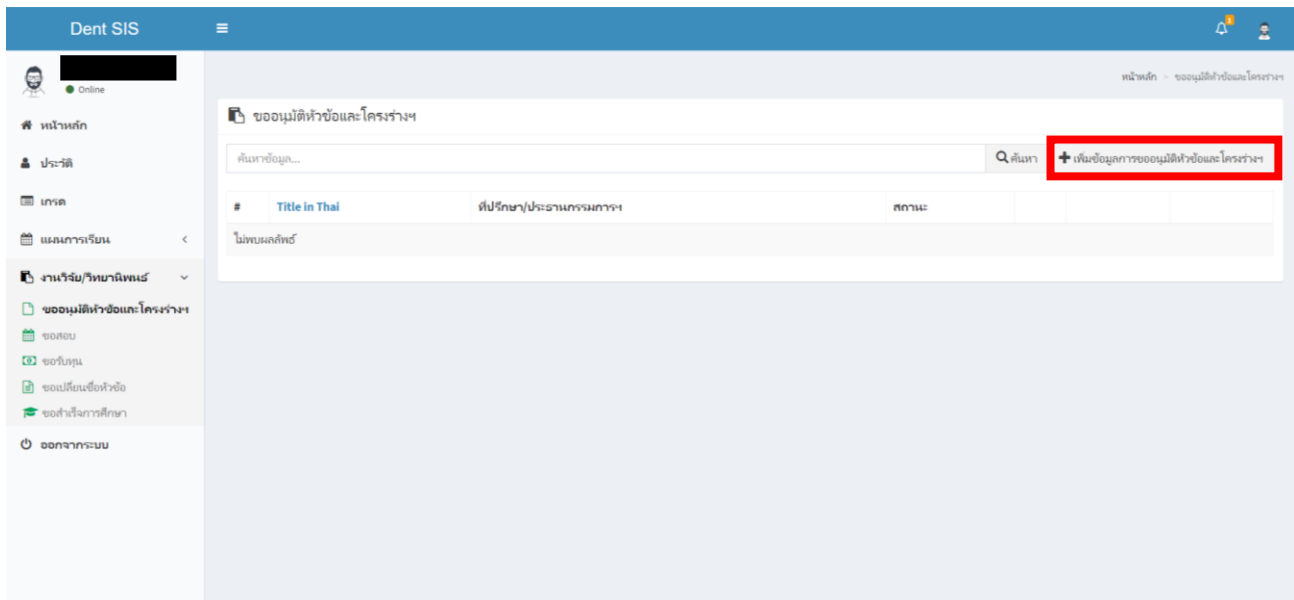 Dent SIS
1
Online
หน้าหลัก > ขออนุมัติหัวข้อและโครงร่างฯ
หน้าหลัก
ประวัติ
เกรด
แผนการเรียน
งานวิจัย/วิทยานิพนธ์
ขออนุมัติหัวข้อและโครงร่างฯ
ขอสอบ
ขอรับทุน
ขอเปลี่ยนชื่อหัวข้อ
ขอสำเร็จการศึกษา
ออกจากระบบ
ขออนุมัติหัวข้อและโครงร่างฯ
ค้นหาข้อมูล... ค้นหา เพิ่มข้อมูลการขออนุมัติหัวข้อและโครงร่างฯ
# Title in Thai ที่ปรึกษา/ประธานกรรมการฯ สถานะ
ไม่พบผลลัพธ์